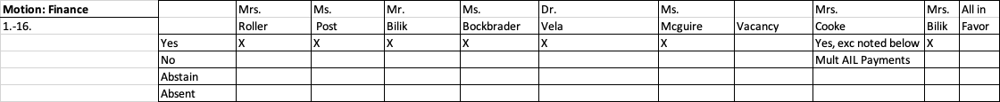 Motion: Finance Mrs. Ms. Mr. Ms. Dr. Ms. Mrs. Mrs. All in
1.-16. Roller Post Bilik Bockbrader Vela Mcguire Vacancy Cooke Bilik Favor
Yes X X X X X X Yes, exc noted below X
No Mult AIL Payments
Abstain
Absent